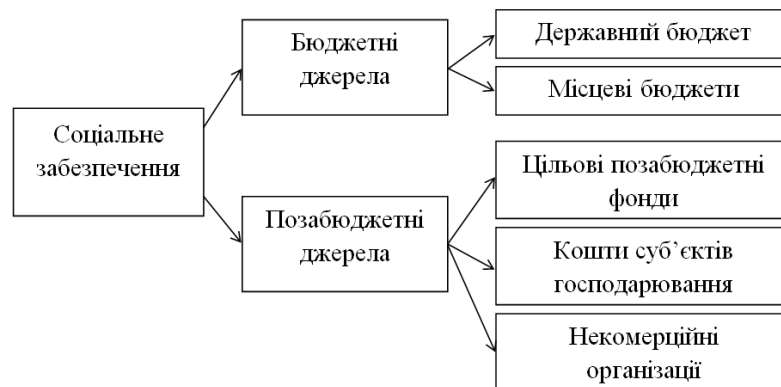 Соціальне
забезпечення
Бюджетні
джерела
Державний бюджет
Місцеві бюджети
Позабюджетні
джерела
Цільові позабюджетні
фонди
Кошти суб’єктів
господарювання
Некомерційні
організації